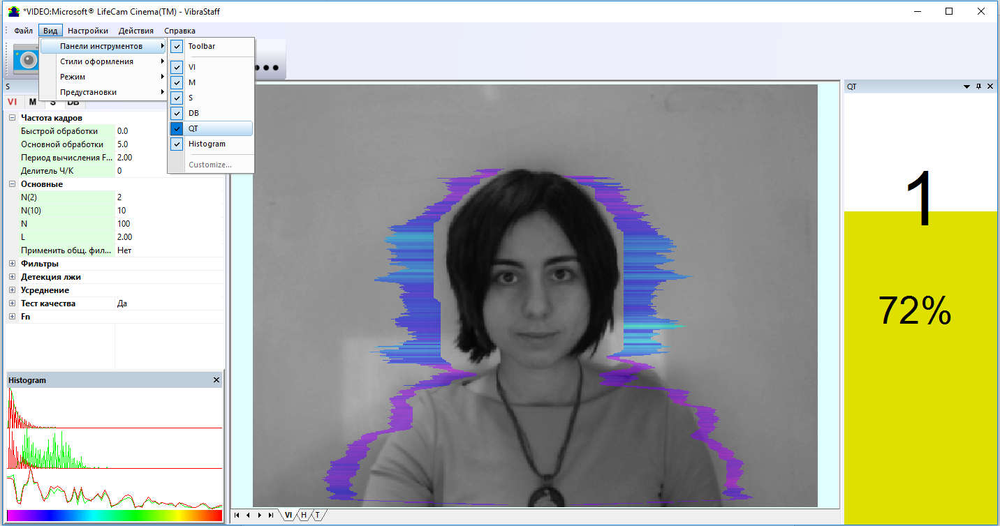 *VIDEO:Microsoft® LifeCam Cinema(TM) - VibraStaff
Файл Вид Настройки Действия Справка
Панели инструментов
Стили оформления
Режим
Предустановки
Toolbar
VI
M
S
DB
QT
Histogram
Customize...
S
VI M S DB
Частота кадров
Быстрой обработки 0.0
Основной обработки 5.0
Период вычисления F... 2.00
Делитель Ч/К 0
Основные
N(2) 2
N(10) 10
N 100
L 2.00
Применить общ. фил... Нет
Фильтры
Детекция лжи
Усреднение
Тест качества Да
Fn
Histogram
VI H T
QT
1
72%